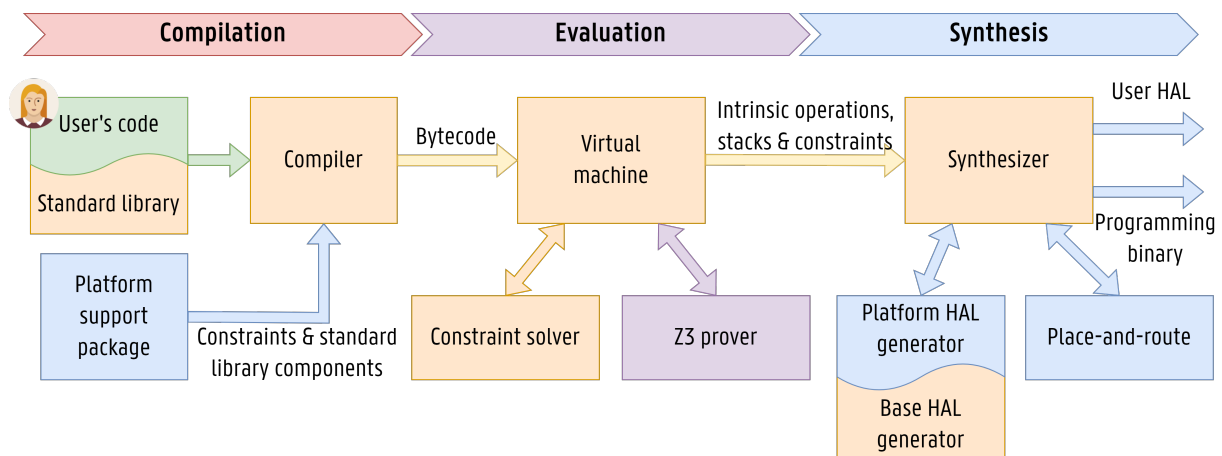 Compilation
Evaluation
Synthesis
User's code
Standard library
Compiler
Bytecode
Virtual
machine
Intrinsic operations,
stacks & constraints
Synthesizer
User HAL
Programming
binary
Platform
support
package
Constraints & standard
library components
Constraint solver
Z3 prover
Platform HAL
generator
Base HAL
generator
Place-and-route